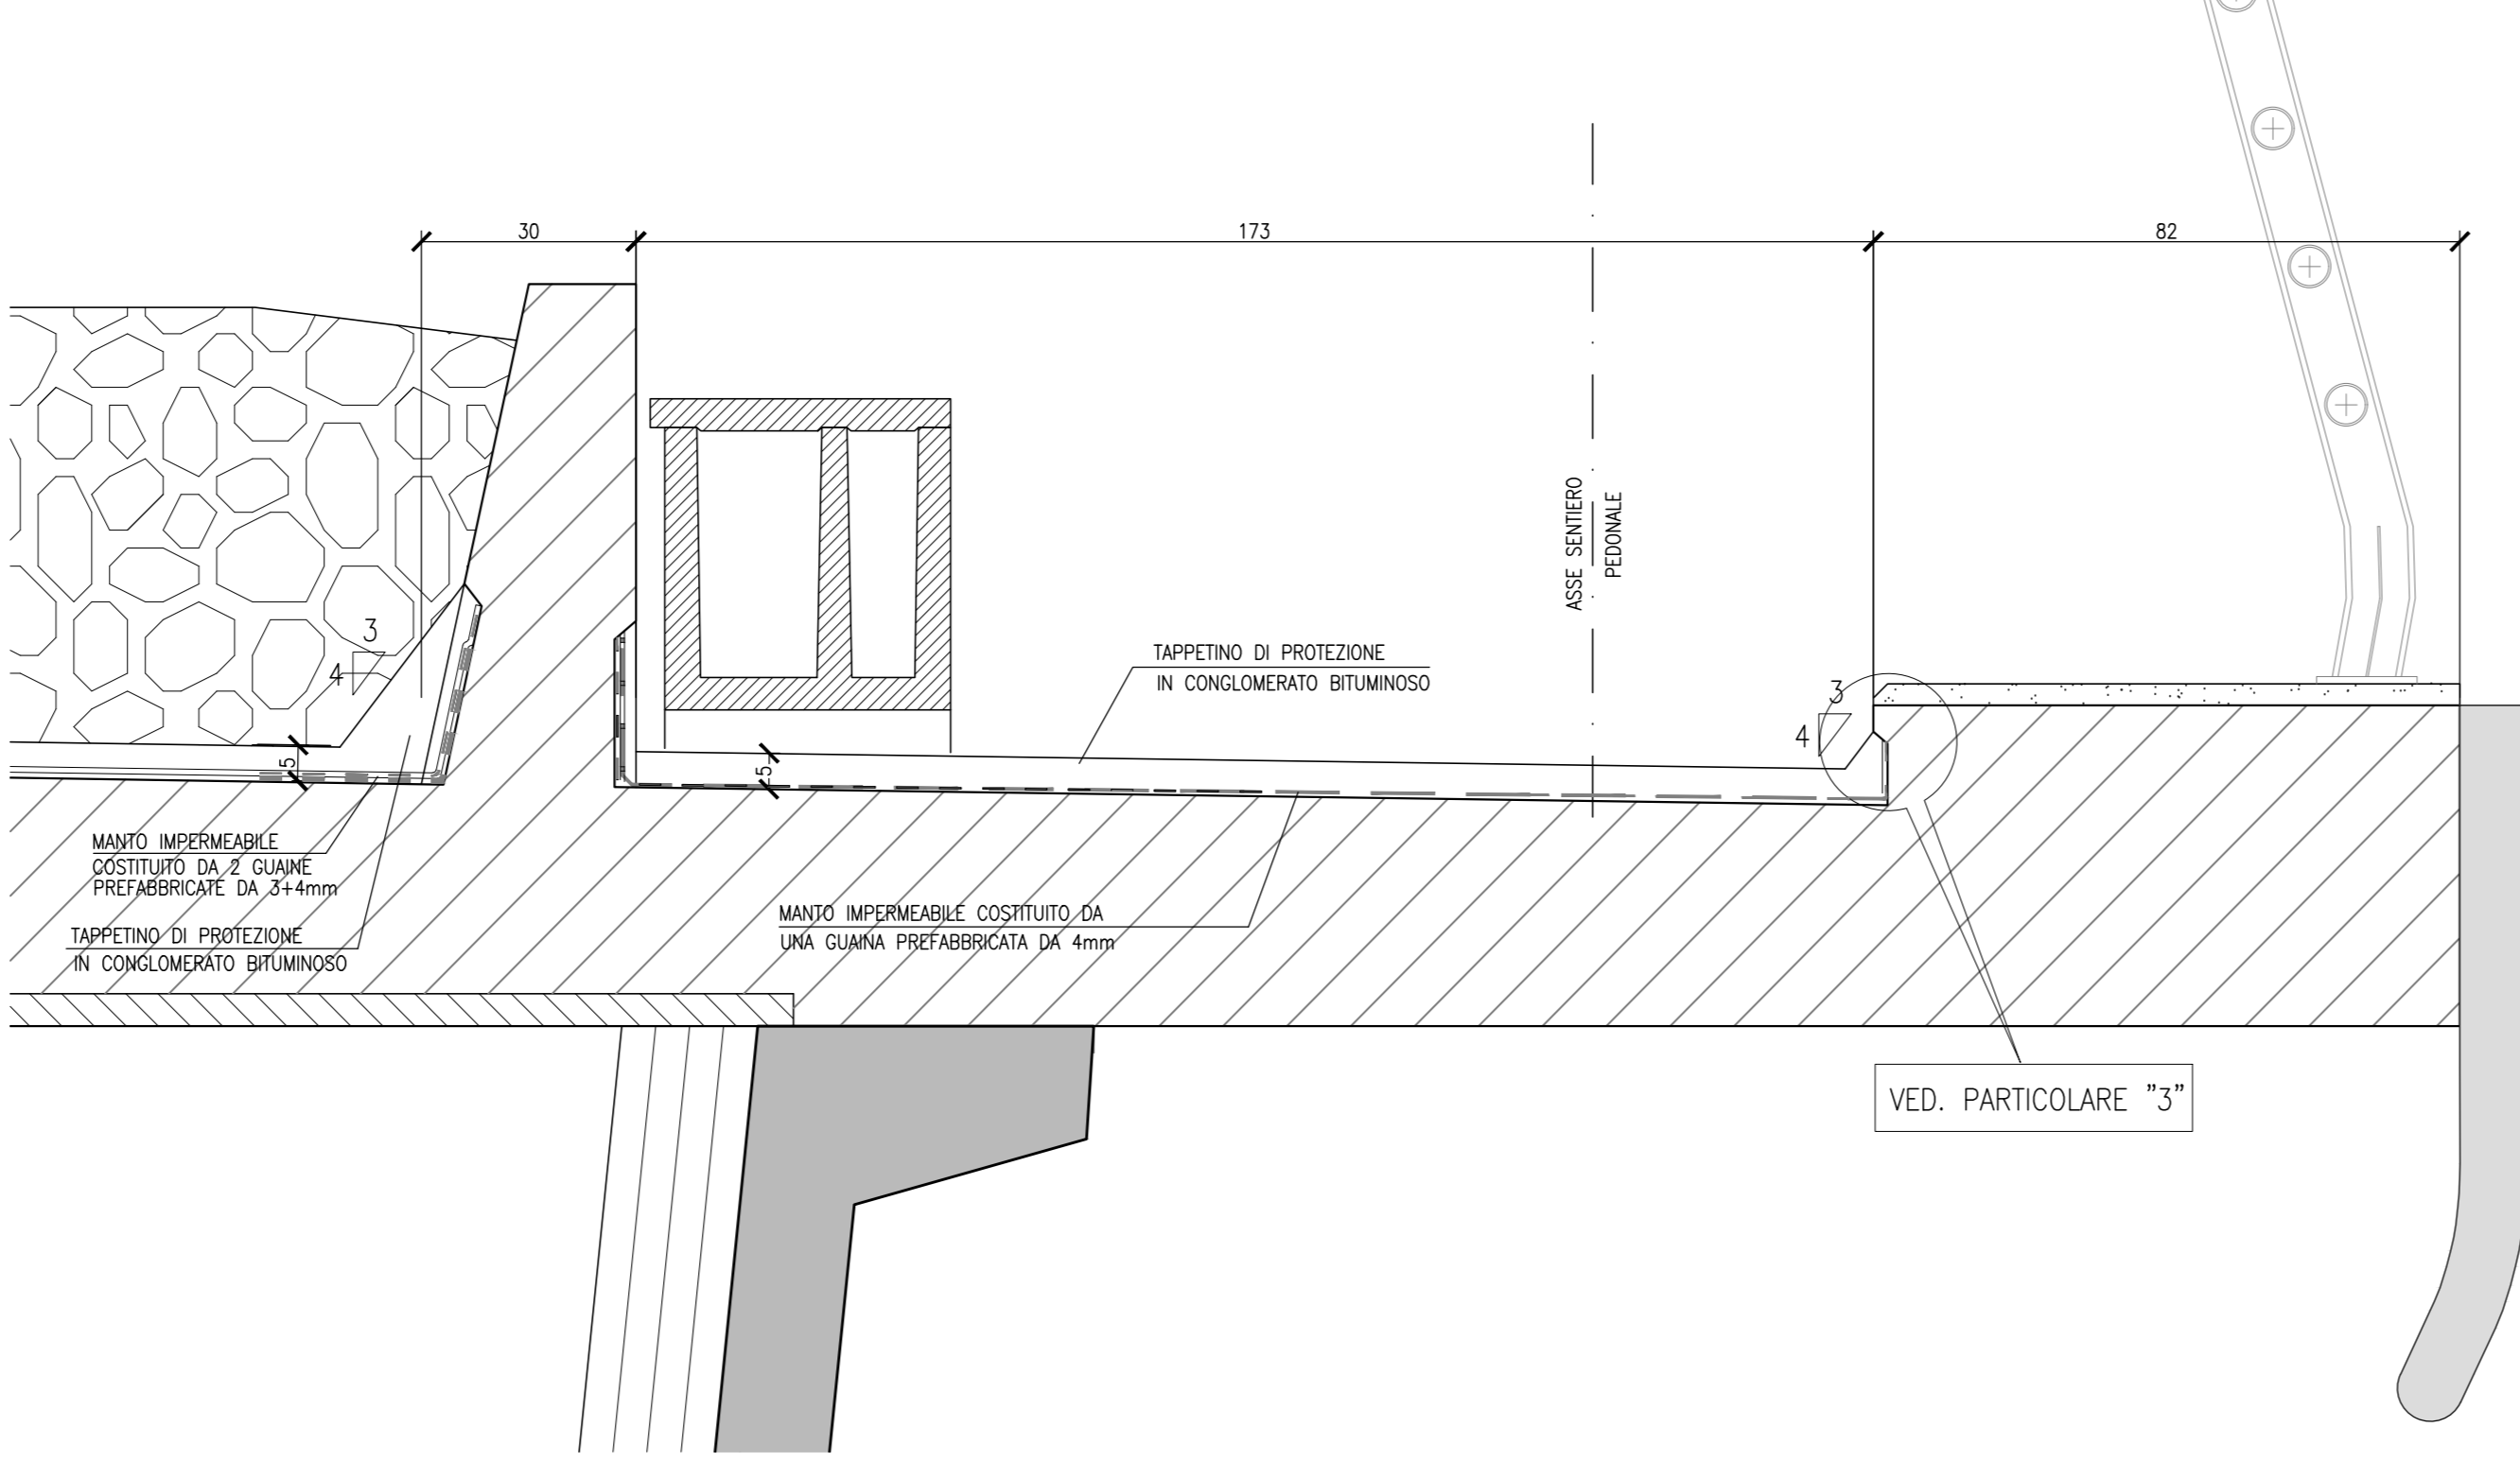 30
173
82
ASSE SENTIERO
PEDONALE
3
4
5
TAPPETINO DI PROTEZIONE
IN CONGLOMERATO BITUMINOSO
3
4
5
MANTO IMPERMEABILE
COSTITUITO DA 2 GUAINE
PREFABBRICATE DA 3+4mm
TAPPETINO DI PROTEZIONE
IN CONGLOMERATO BITUMINOSO
MANTO IMPERMEABILE COSTITUITO DA
UNA GUAINA PREFABBRICATA DA 4mm
VED. PARTICOLARE "3"